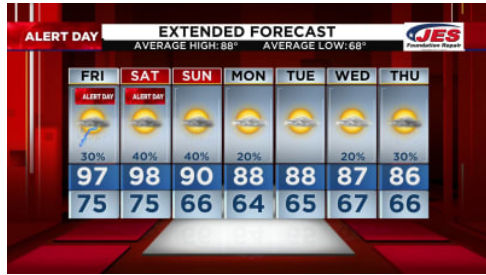 ALERT DAY
EXTENDED FORECAST
AVERAGE HIGH: 88° AVERAGE LOW: 68°
JES
Foundation Repair
FRI SAT SUN MON TUE WED THU
ALERT DAY ALERT DAY
30% 40% 40% 20% 20% 30%
97 98 90 88 88 87 86
75 75 66 64 65 67 66